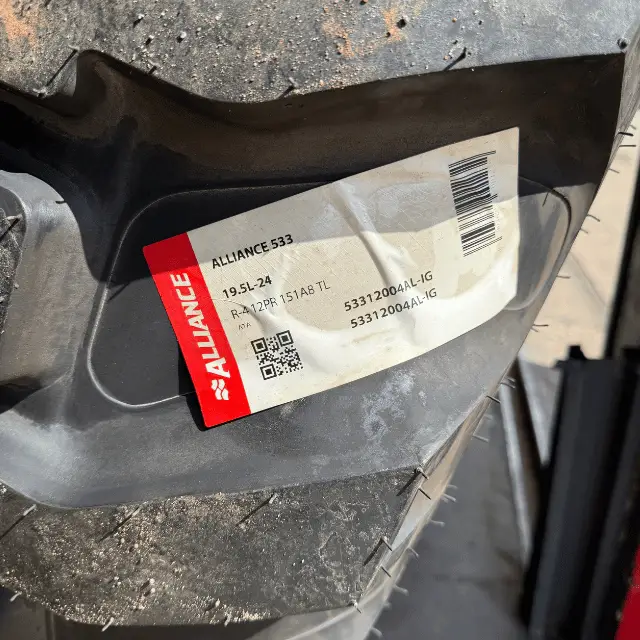 ALLIANCE
ALLIANCE 533
19.5L-24
R-4 12PR 151A8 TL
53312004AL-IG
53312004AL-IG